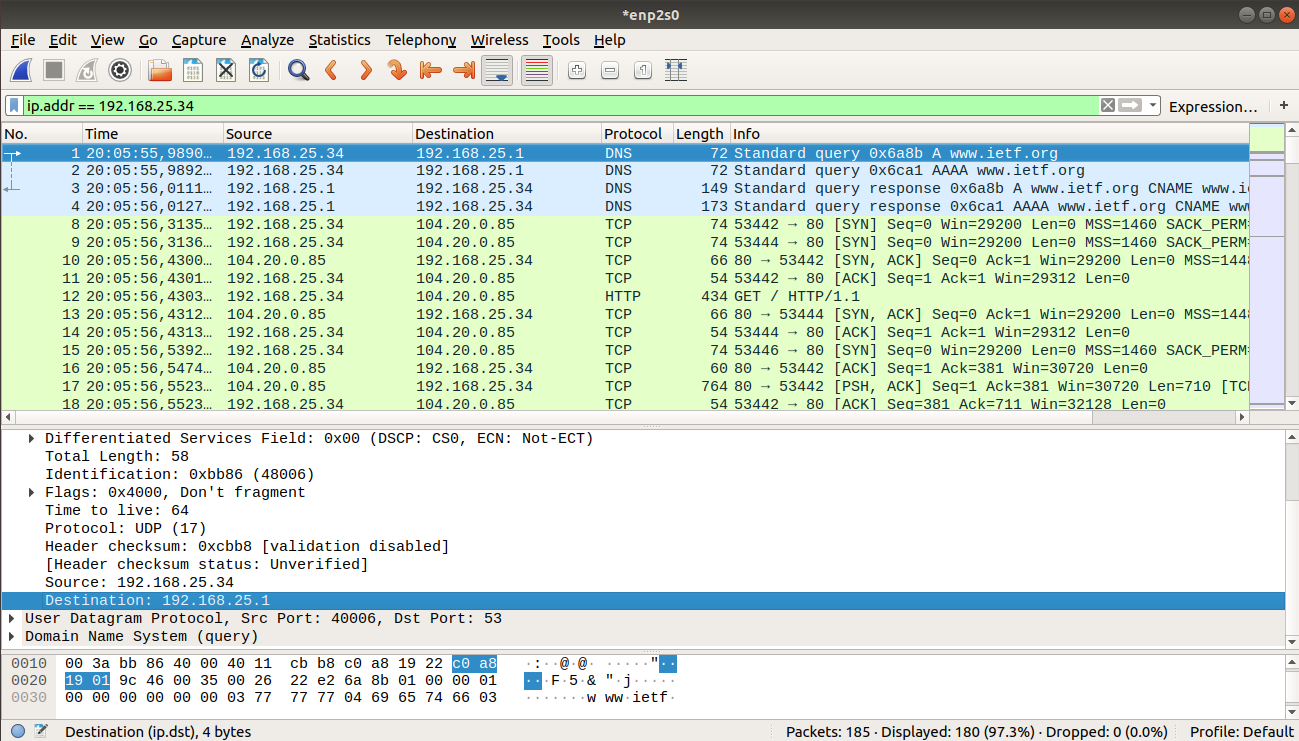 *enp2s0
File Edit View Go Capture Analyze Statistics Telephony Wireless Tools Help
ip.addr == 192.168.25.34 Expression… +
No. Time Source Destination Protocol Length Info
1 20:05:55,9890… 192.168.25.34 192.168.25.1 DNS 72 Standard query 0x6a8b A www.ietf.org
2 20:05:55,9892… 192.168.25.34 192.168.25.1 DNS 72 Standard query 0x6ca1 AAAA www.ietf.org
3 20:05:56,0111… 192.168.25.1 192.168.25.34 DNS 149 Standard query response 0x6a8b A www.ietf.org CNAME www.i
4 20:05:56,0127… 192.168.25.1 192.168.25.34 DNS 173 Standard query response 0x6ca1 AAAA www.ietf.org CNAME ww
8 20:05:56,3135… 192.168.25.34 104.20.0.85 TCP 74 53442 → 80 [SYN] Seq=0 Win=29200 Len=0 MSS=1460 SACK_PERM=
9 20:05:56,3136… 192.168.25.34 104.20.0.85 TCP 74 53444 → 80 [SYN] Seq=0 Win=29200 Len=0 MSS=1460 SACK_PERM=
10 20:05:56,4300… 104.20.0.85 192.168.25.34 TCP 66 80 → 53442 [SYN, ACK] Seq=0 Ack=1 Win=29200 Len=0 MSS=1448
11 20:05:56,4301… 192.168.25.34 104.20.0.85 TCP 54 53442 → 80 [ACK] Seq=1 Ack=1 Win=29312 Len=0
12 20:05:56,4303… 192.168.25.34 104.20.0.85 HTTP 434 GET / HTTP/1.1
13 20:05:56,4312… 104.20.0.85 192.168.25.34 TCP 66 80 → 53444 [SYN, ACK] Seq=0 Ack=1 Win=29200 Len=0 MSS=1448
14 20:05:56,4313… 192.168.25.34 104.20.0.85 TCP 54 53444 → 80 [ACK] Seq=1 Ack=1 Win=29312 Len=0
15 20:05:56,5392… 192.168.25.34 104.20.0.85 TCP 74 53446 → 80 [SYN] Seq=0 Win=29200 Len=0 MSS=1460 SACK_PERM=
16 20:05:56,5474… 104.20.0.85 192.168.25.34 TCP 60 80 → 53442 [ACK] Seq=1 Ack=381 Win=30720 Len=0
17 20:05:56,5523… 104.20.0.85 192.168.25.34 TCP 764 80 → 53442 [PSH, ACK] Seq=1 Ack=381 Win=30720 Len=710 [TC
18 20:05:56,5523… 192.168.25.34 104.20.0.85 TCP 54 53442 → 80 [ACK] Seq=381 Ack=711 Win=32128 Len=0
Differentiated Services Field: 0x00 (DSCP: CS0, ECN: Not-ECT)
Total Length: 58
Identification: 0xbb86 (48006)
Flags: 0x4000, Don't fragment
Time to live: 64
Protocol: UDP (17)
Header checksum: 0xcbb8 [validation disabled]
[Header checksum status: Unverified]
Source: 192.168.25.34
Destination: 192.168.25.1
User Datagram Protocol, Src Port: 40006, Dst Port: 53
Domain Name System (query)
0010 00 3a bb 86 40 00 40 11 cb b8 c0 a8 19 22 c0 a8 ·:··@·@· ·····"··
0020 19 01 9c 46 00 35 00 26 22 e2 6a 8b 01 00 00 01 ···F·5·& "·j·····
0030 00 00 00 00 00 00 03 77 77 77 04 69 65 74 66 03 ·······w ww·ietf·
Destination (ip.dst), 4 bytes Packets: 185 · Displayed: 180 (97.3%) · Dropped: 0 (0.0%) Profile: Default